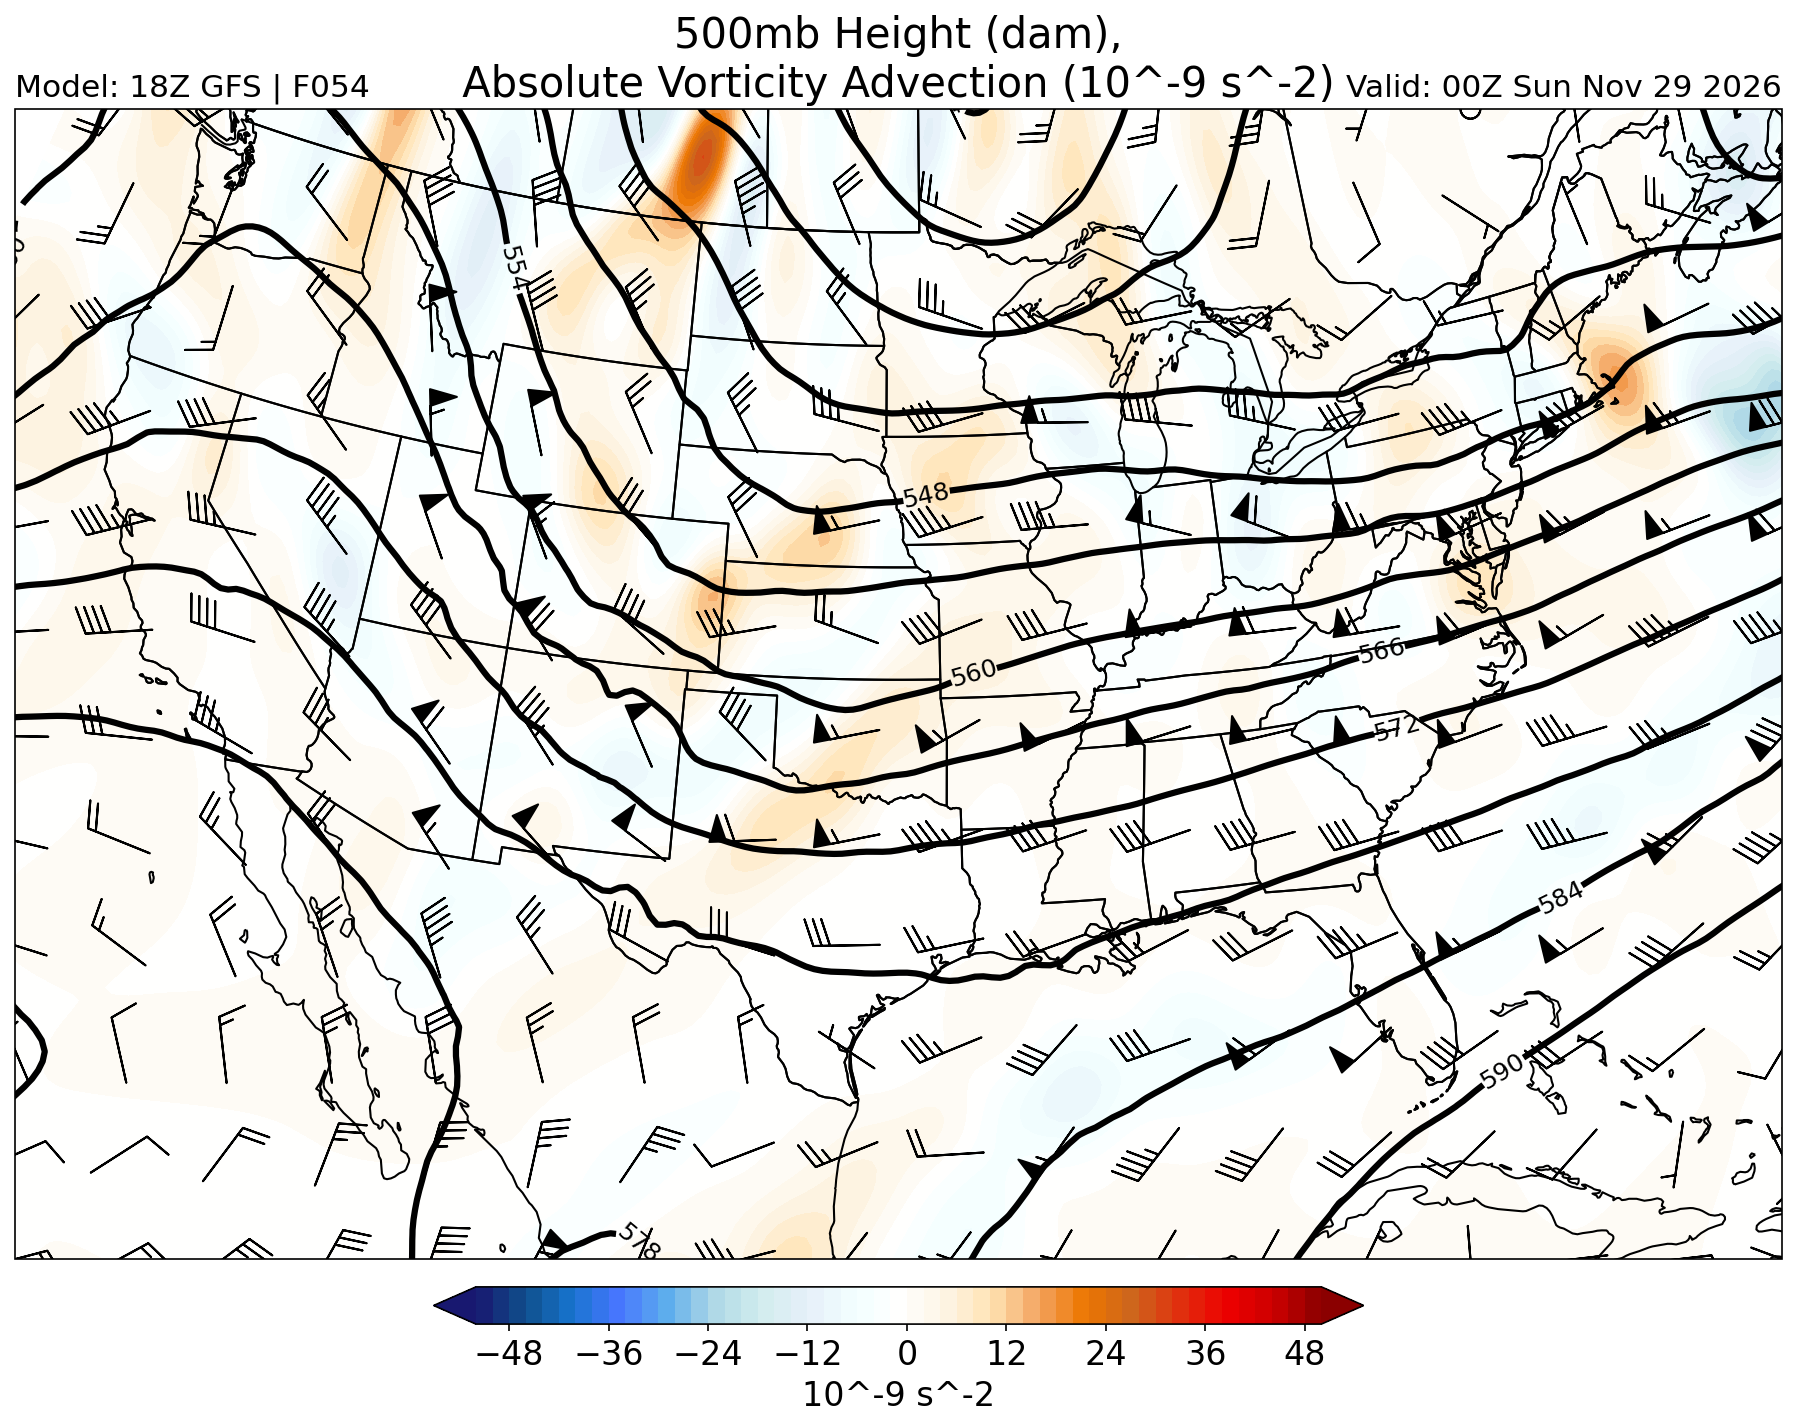 500mb Height (dam),
Model: 18Z GFS | F054
Absolute Vorticity Advection (10^-9 s^-2)
Valid: 00Z Sun Nov 29 2026
554
548
560
566
572
584
590
578
−48 −36 −24 −12 0 12 24 36 48
10^-9 s^-2